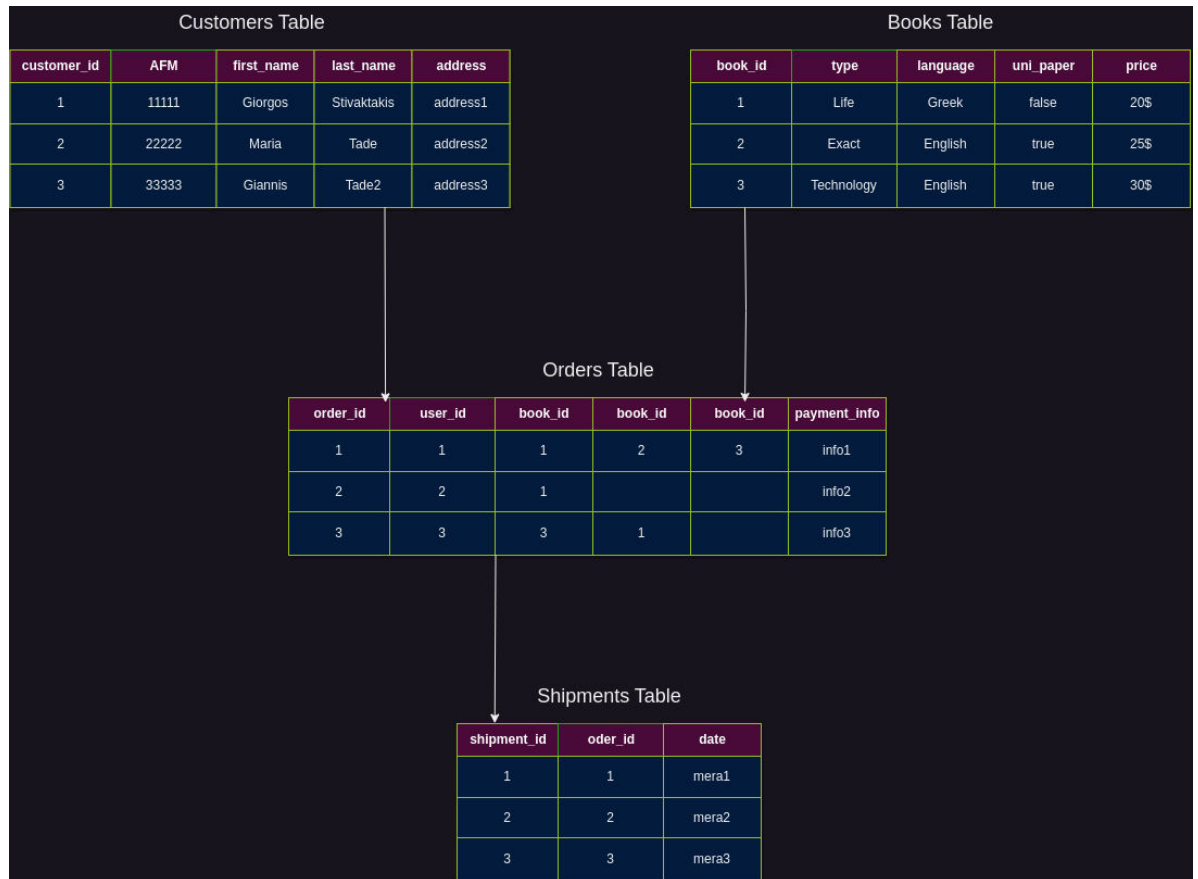 Customers Table
customer_id AFM first_name last_name address
1 11111 Giorgos Stivaktakis address1
2 22222 Maria Tade address2
3 33333 Giannis Tade2 address3
Books Table
book_id type language uni_paper price
1 Life Greek false 20$
2 Exact English true 25$
3 Technology English true 30$
Orders Table
order_id user_id book_id book_id book_id payment_info
1 1 1 2 3 info1
2 2 1 info2
3 3 3 1 info3
Shipments Table
shipment_id oder_id date
1 1 mera1
2 2 mera2
3 3 mera3